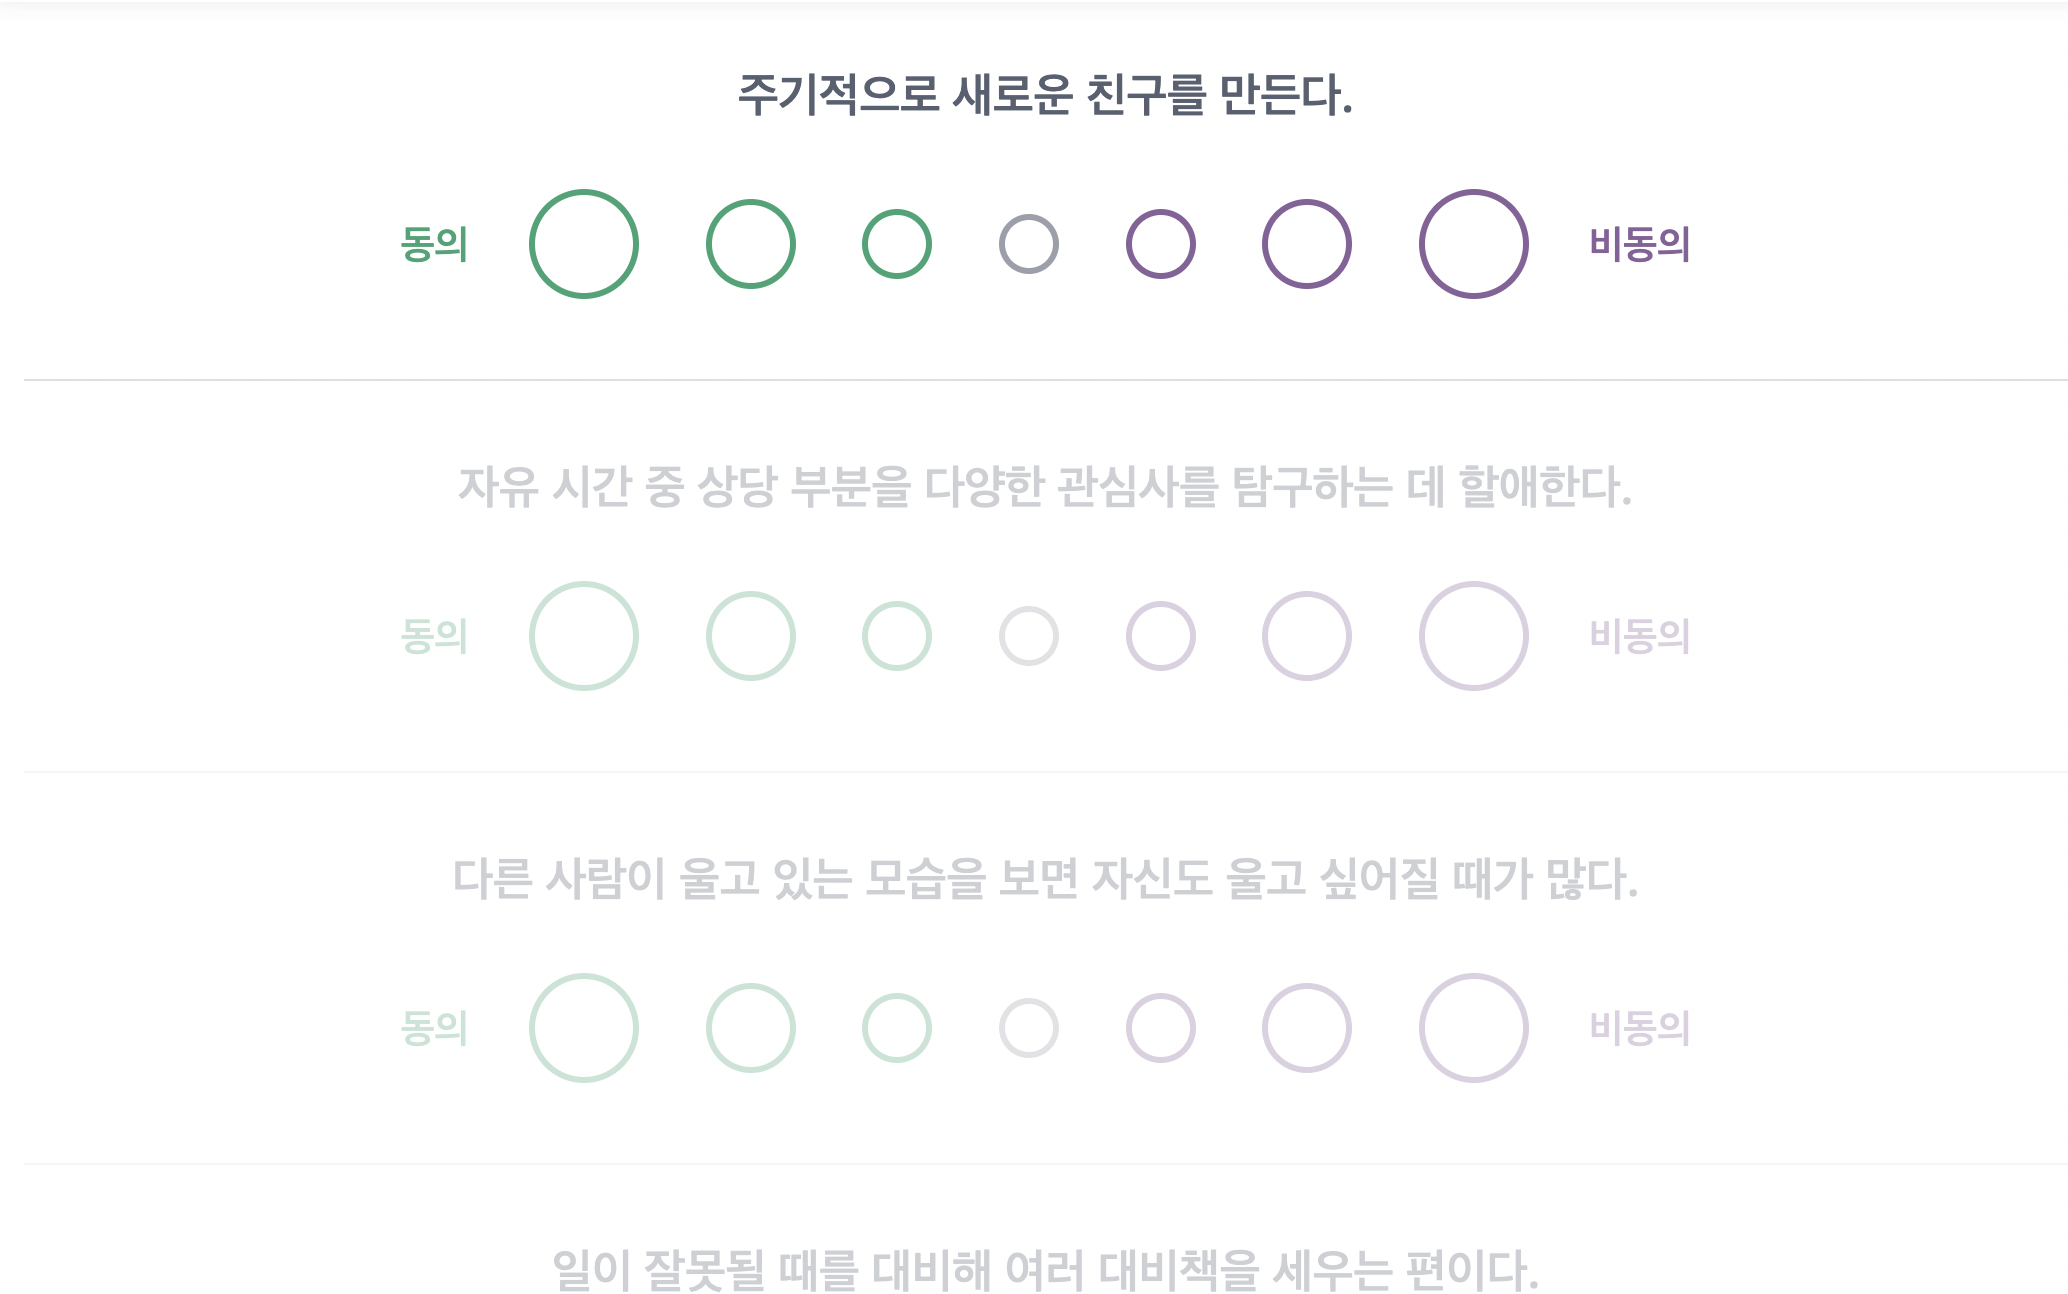 주기적으로 새로운 친구를 만든다.
동의 비동의
자유 시간 중 상당 부분을 다양한 관심사를 탐구하는 데 할애한다.
동의 비동의
다른 사람이 울고 있는 모습을 보면 자신도 울고 싶어질 때가 많다.
동의 비동의
일이 잘못될 때를 대비해 여러 대비책을 세우는 편이다.